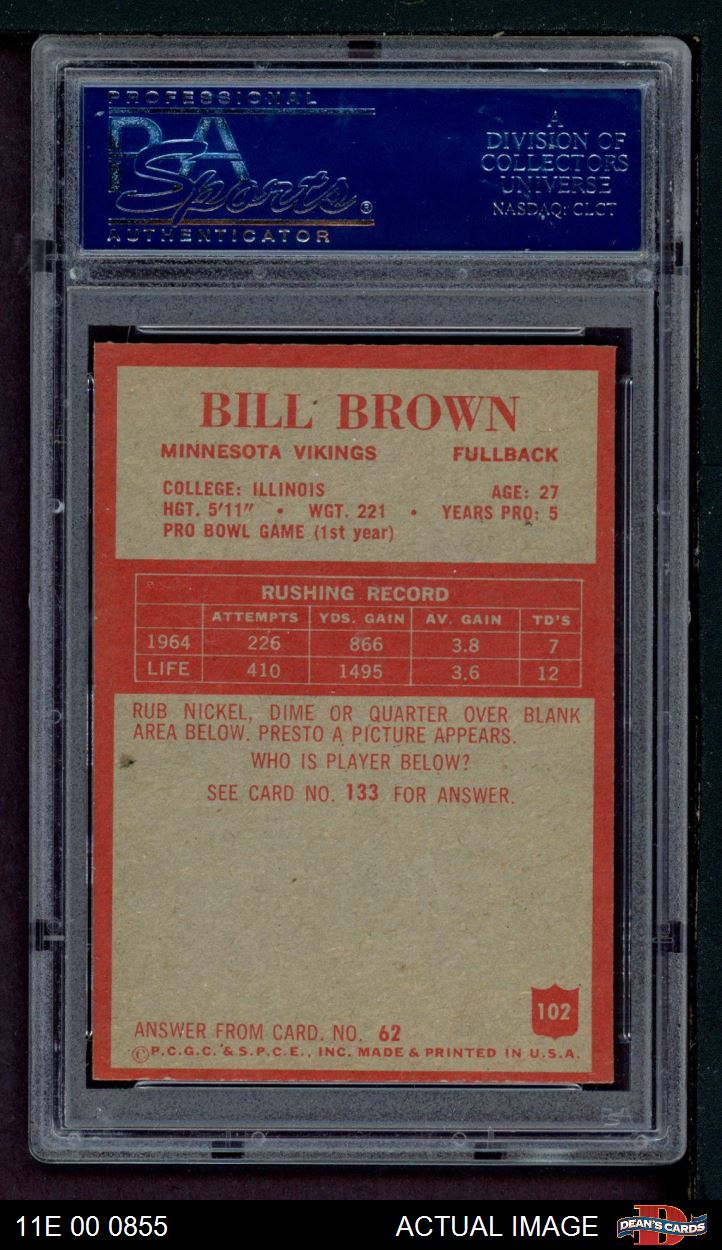 PROFESSIONAL
PSA
Sports®
AUTHENTICATOR
A
DIVISION OF
COLLECTORS
UNIVERSE
NASDAQ: CLCT
BILL BROWN
MINNESOTA VIKINGS FULLBACK
COLLEGE: ILLINOIS AGE: 27
HGT. 5'11" • WGT. 221 • YEARS PRO: 5
PRO BOWL GAME (1st year)
RUSHING RECORD
ATTEMPTS YDS. GAIN AV. GAIN TD'S
1964 226 866 3.8 7
LIFE 410 1495 3.6 12
RUB NICKEL, DIME OR QUARTER OVER BLANK
AREA BELOW. PRESTO A PICTURE APPEARS.
WHO IS PLAYER BELOW?
SEE CARD NO. 133 FOR ANSWER.
102
ANSWER FROM CARD. NO. 62
©P.C.G.C. & S.P.C.E., INC. MADE & PRINTED IN U.S.A.
PSA
11E 00 0855 ACTUAL IMAGE D DEAN'S CARDS